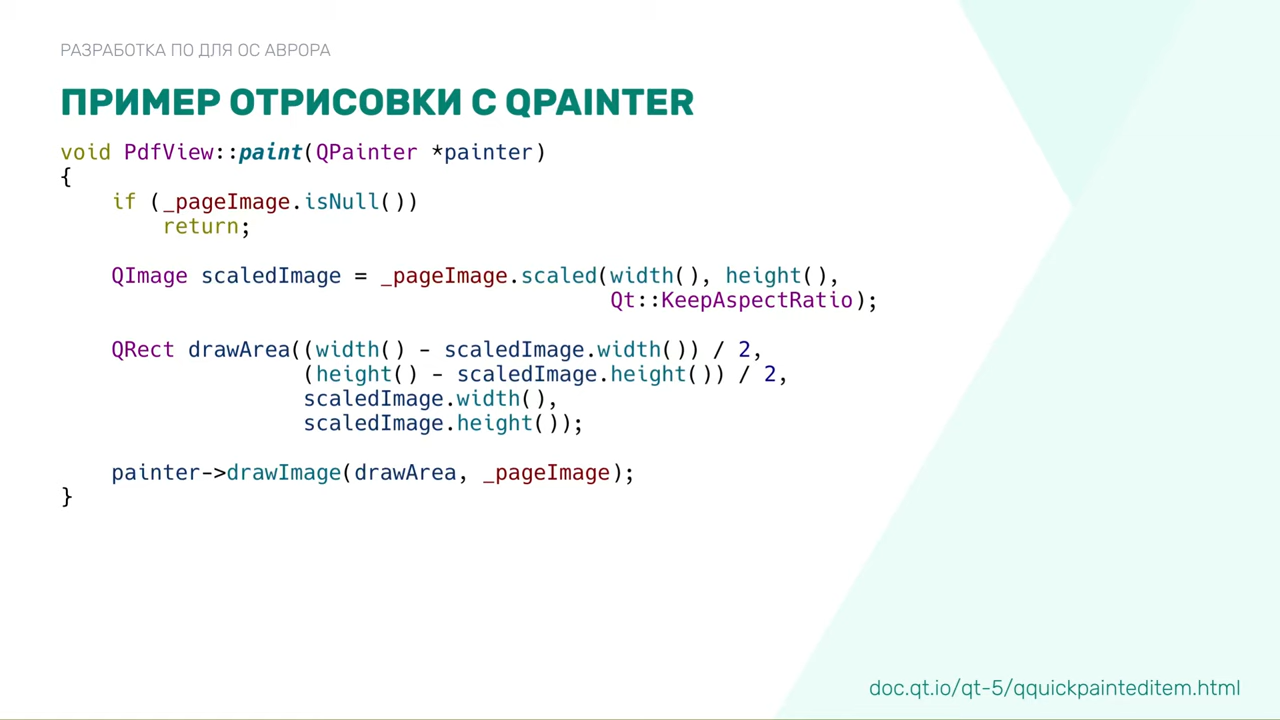 РАЗРАБОТКА ПО ДЛЯ ОС АВРОРА
ПРИМЕР ОТРИСОВКИ С QPAINTER
void PdfView::paint(QPainter *painter)
{
    if (_pageImage.isNull())
        return;
    QImage scaledImage = _pageImage.scaled(width(), height(),
                                           Qt::KeepAspectRatio);
    QRect drawArea((width() - scaledImage.width()) / 2,
                   (height() - scaledImage.height()) / 2,
                   scaledImage.width(),
                   scaledImage.height());
    painter->drawImage(drawArea, _pageImage);
}
doc.qt.io/qt-5/qquickpainteditem.html